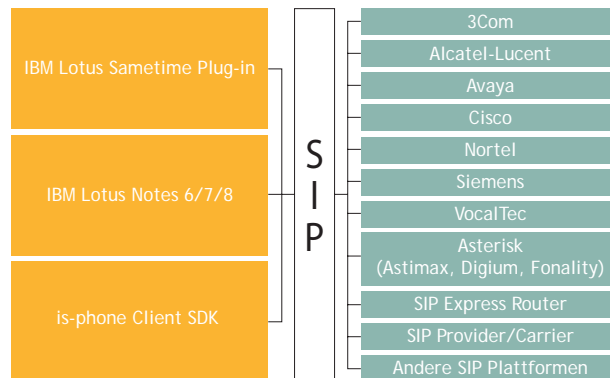 IBM Lotus Sametime Plug-in
IBM Lotus Notes 6/7/8
is-phone Client SDK
S
I
P
3Com
Alcatel-Lucent
Avaya
Cisco
Nortel
Siemens
VocalTec
Asterisk
(Astimax, Digium, Fonality)
SIP Express Router
SIP Provider/Carrier
Andere SIP Plattformen